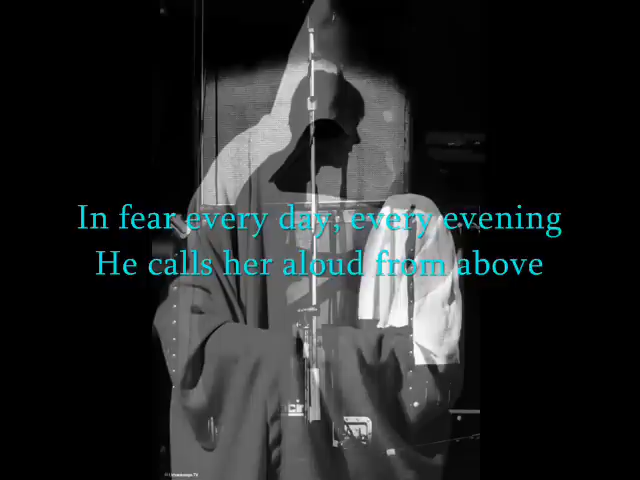 In fear every day, every evening
He calls her aloud from above